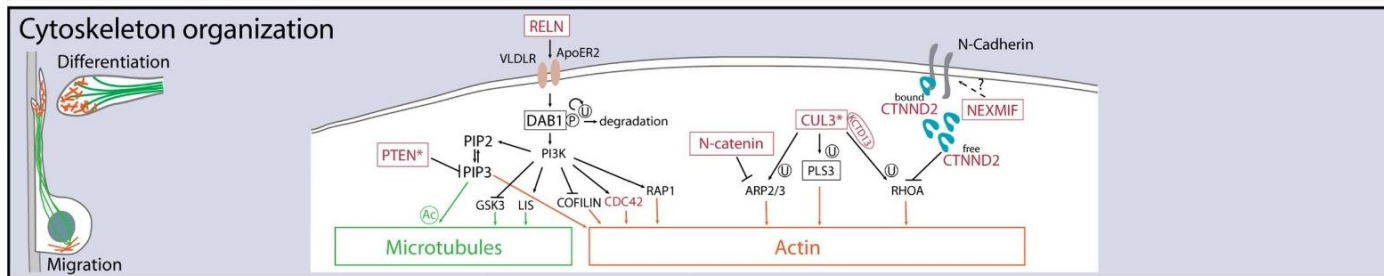 Cytoskeleton organization
Differentiation
Migration
RELN
VLDLR
ApoER2
DAB1
P
U
degradation
PI3K
PIP2
PIP3
PTEN*
Ac
GSK3
LIS
COFILIN
CDC42
RAP1
Microtubules
N-catenin
CUL3*
KCTD13
U
U
U
ARP2/3
PLS3
RHOA
Actin
N-Cadherin
?
bound
CTNND2
NEXMIF
free
CTNND2